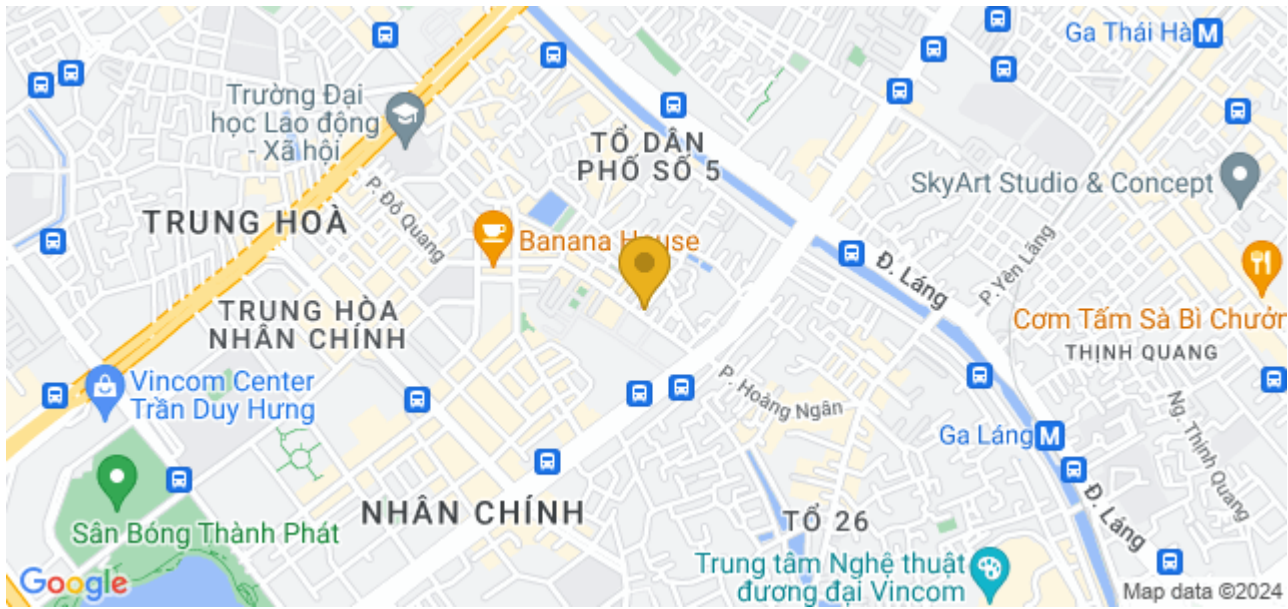 Ga Thái Hà
M
Trường Đại
học Lao động
- Xã hội
TỔ DÂN
PHỐ SỐ 5
SkyArt Studio & Concept
P. Đỗ Quang
TRUNG HOÀ
Banana House
Đ. Láng
P. Yên Lãng
TRUNG HÒA
NHÂN CHÍNH
Cơm Tấm Sà Bì Chưởn
THỊNH QUANG
Vincom Center
Trần Duy Hưng
P. Hoàng Ngân
Ng. Thịnh Quang
Ga Láng
M
Sân Bóng Thành Phát
NHÂN CHÍNH
TỔ 26
Đ. Láng
Trung tâm Nghệ thuật
đương đại Vincom
Google
Map data ©2024